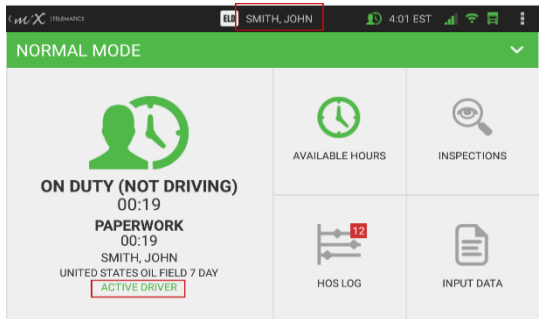 MiX TELEMATICS
ELD SMITH, JOHN
4:01 EST
NORMAL MODE
ON DUTY (NOT DRIVING)
00:19
PAPERWORK
00:19
SMITH, JOHN
UNITED STATES OIL FIELD 7 DAY
ACTIVE DRIVER
AVAILABLE HOURS
INSPECTIONS
12
HOS LOG
INPUT DATA